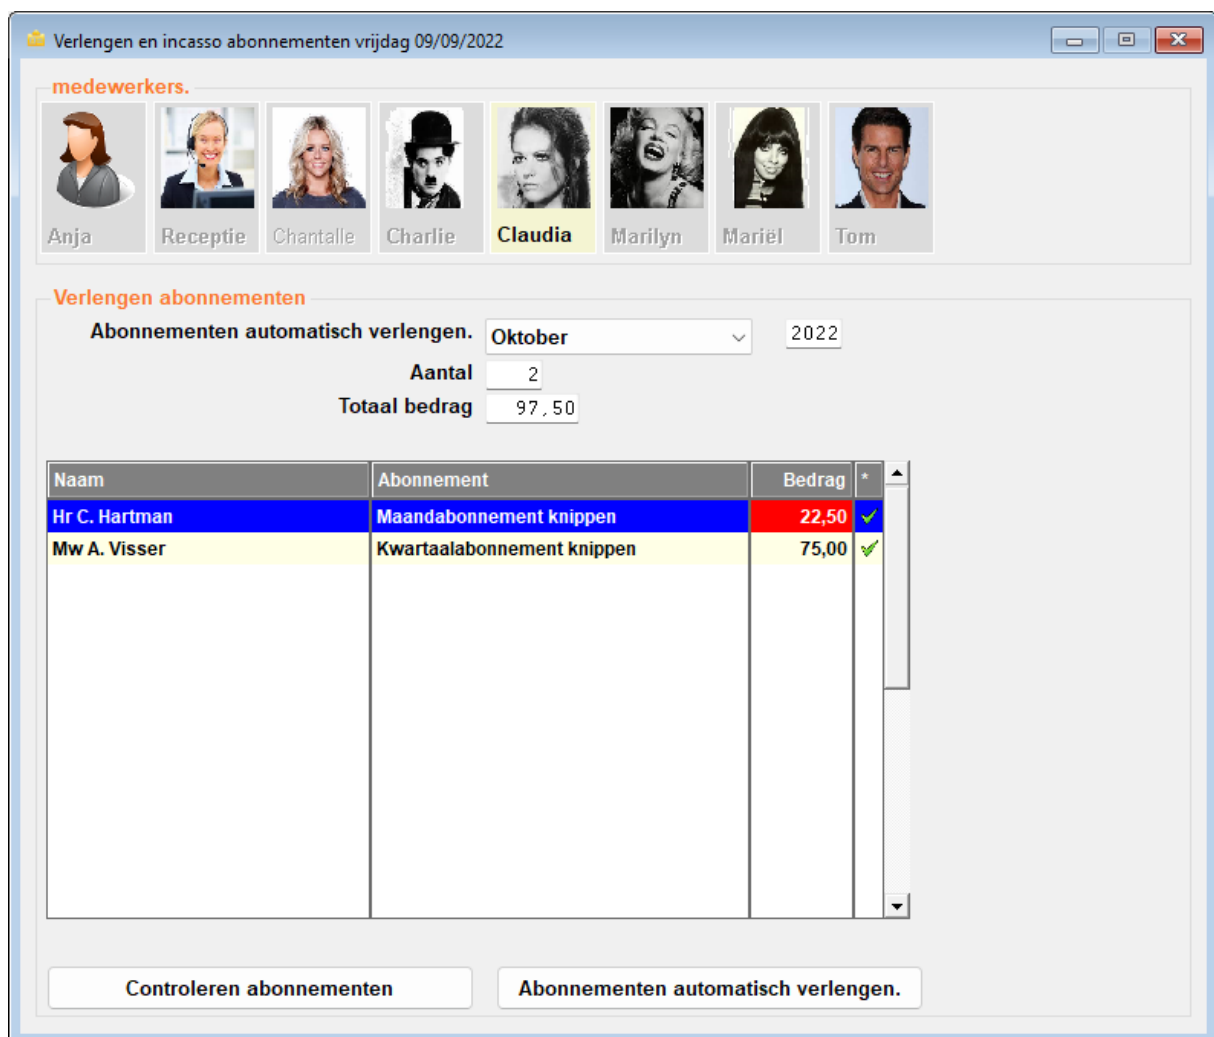 Verlengen en incasso abonnementen vrijdag 09/09/2022
medewerkers.
Anja Receptie Chantalle Charlie Claudia Marilyn Mariël Tom
Verlengen abonnementen
Abonnementen automatisch verlengen. Oktober 2022
Aantal 2
Totaal bedrag 97,50
Naam Abonnement Bedrag *
Hr C. Hartman Maandabonnement knippen 22,50
Mw A. Visser Kwartaalabonnement knippen 75,00
Controleren abonnementen Abonnementen automatisch verlengen.